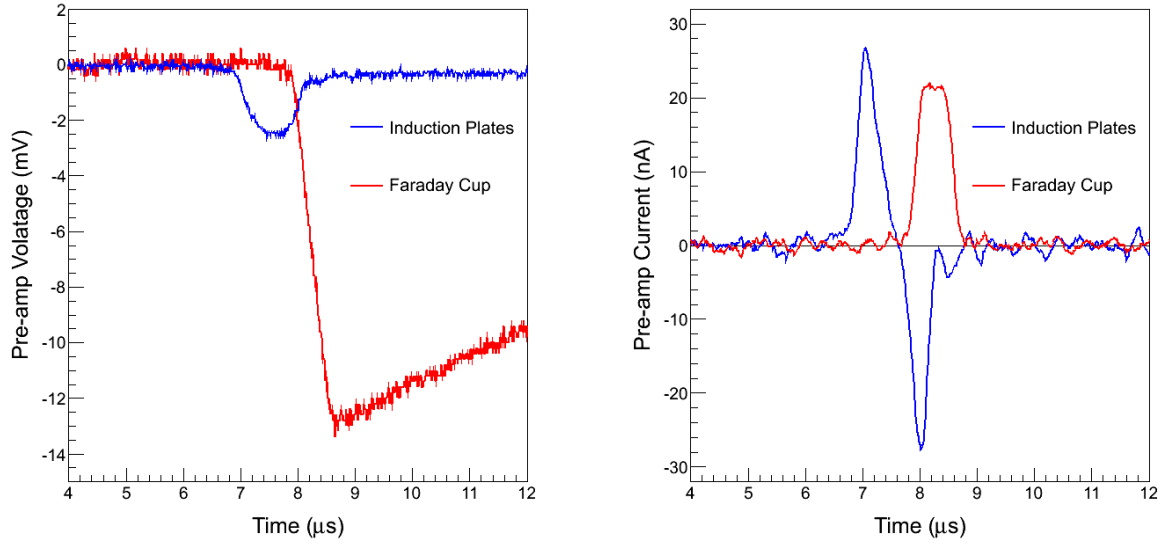 2
0
-2
-4
-6
-8
-10
-12
-14
Pre-amp Volatage (mV)
Induction Plates
Faraday Cup
4 5 6 7 8 9 10 11 12
Time (μs)
30
20
10
0
-10
-20
-30
Pre-amp Current (nA)
Induction Plates
Faraday Cup
4 5 6 7 8 9 10 11 12
Time (μs)